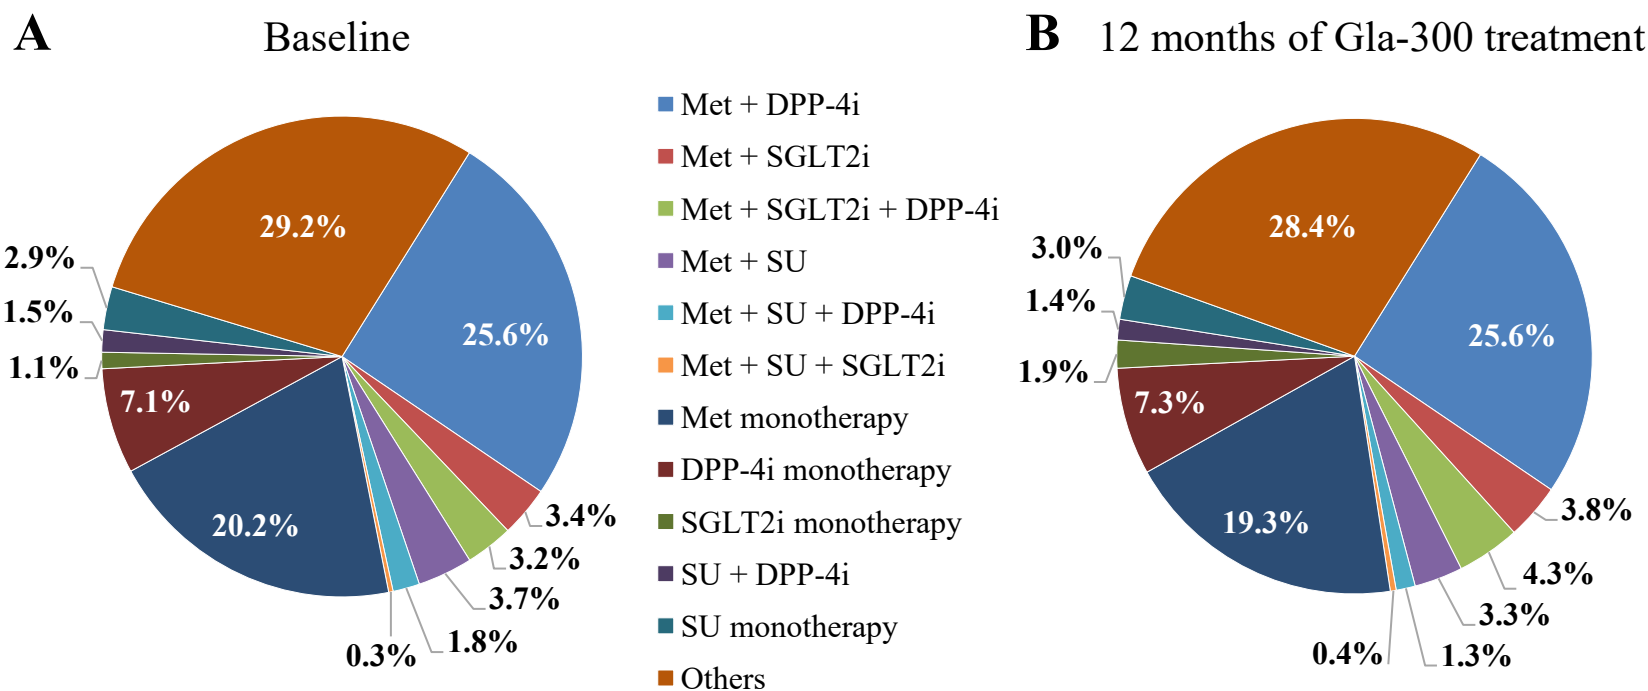 A
Baseline
29.2%
25.6%
3.4%
3.2%
3.7%
1.8%
0.3%
20.2%
7.1%
1.1%
1.5%
2.9%
Met + DPP-4i
Met + SGLT2i
Met + SGLT2i + DPP-4i
Met + SU
Met + SU + DPP-4i
Met + SU + SGLT2i
Met monotherapy
DPP-4i monotherapy
SGLT2i monotherapy
SU + DPP-4i
SU monotherapy
Others
B
12 months of Gla-300 treatment
28.4%
25.6%
3.8%
4.3%
3.3%
1.3%
0.4%
19.3%
7.3%
1.9%
1.4%
3.0%